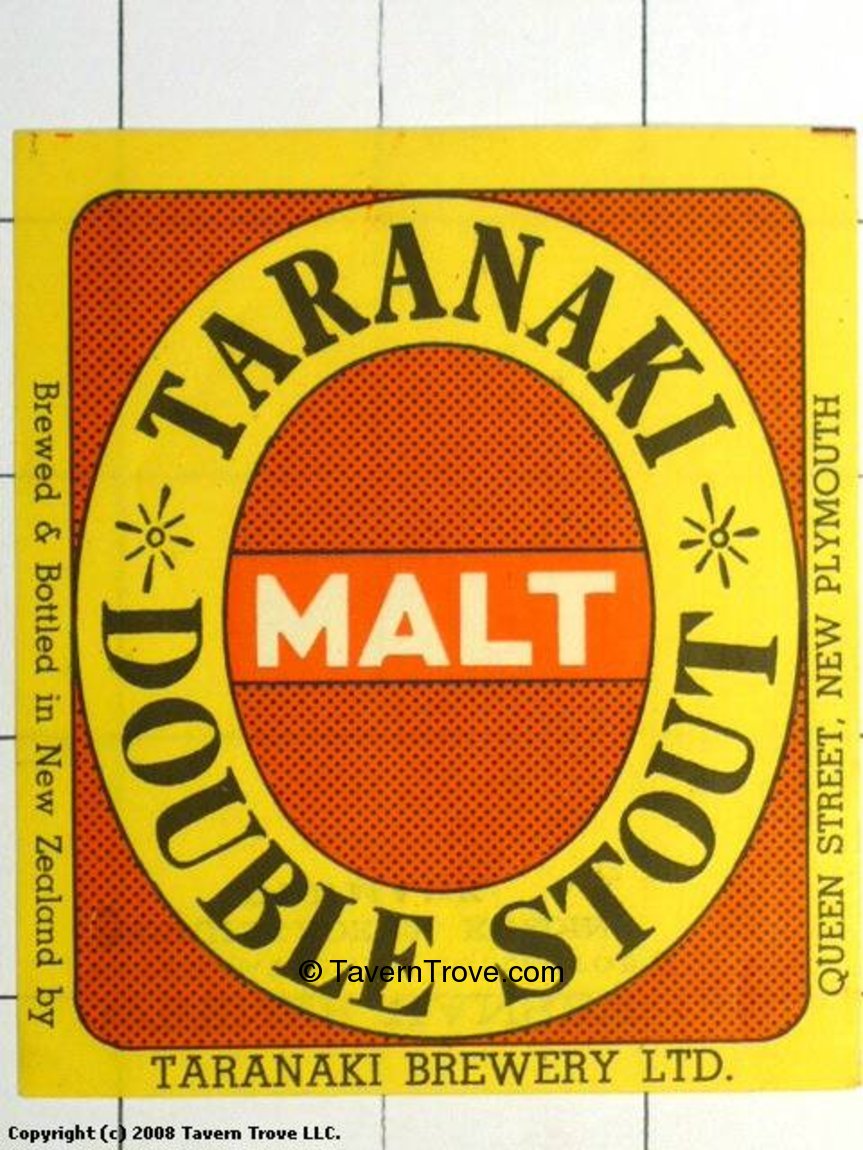 TARANAKI
MALT
DOUBLE STOUT
Brewed & Bottled in New Zealand by
TARANAKI BREWERY LTD.
QUEEN STREET, NEW PLYMOUTH
© TavernTrove.com
Copyright (c) 2008 Tavern Trove LLC.